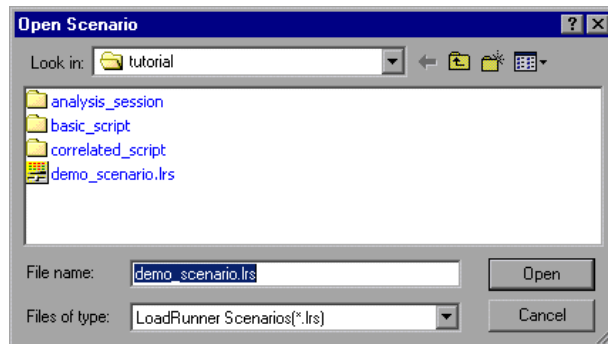 Open Scenario
Look in: tutorial
analysis_session
basic_script
correlated_script
demo_scenario.lrs
File name: demo_scenario.lrs Open
Files of type: LoadRunner Scenarios(*.lrs) Cancel